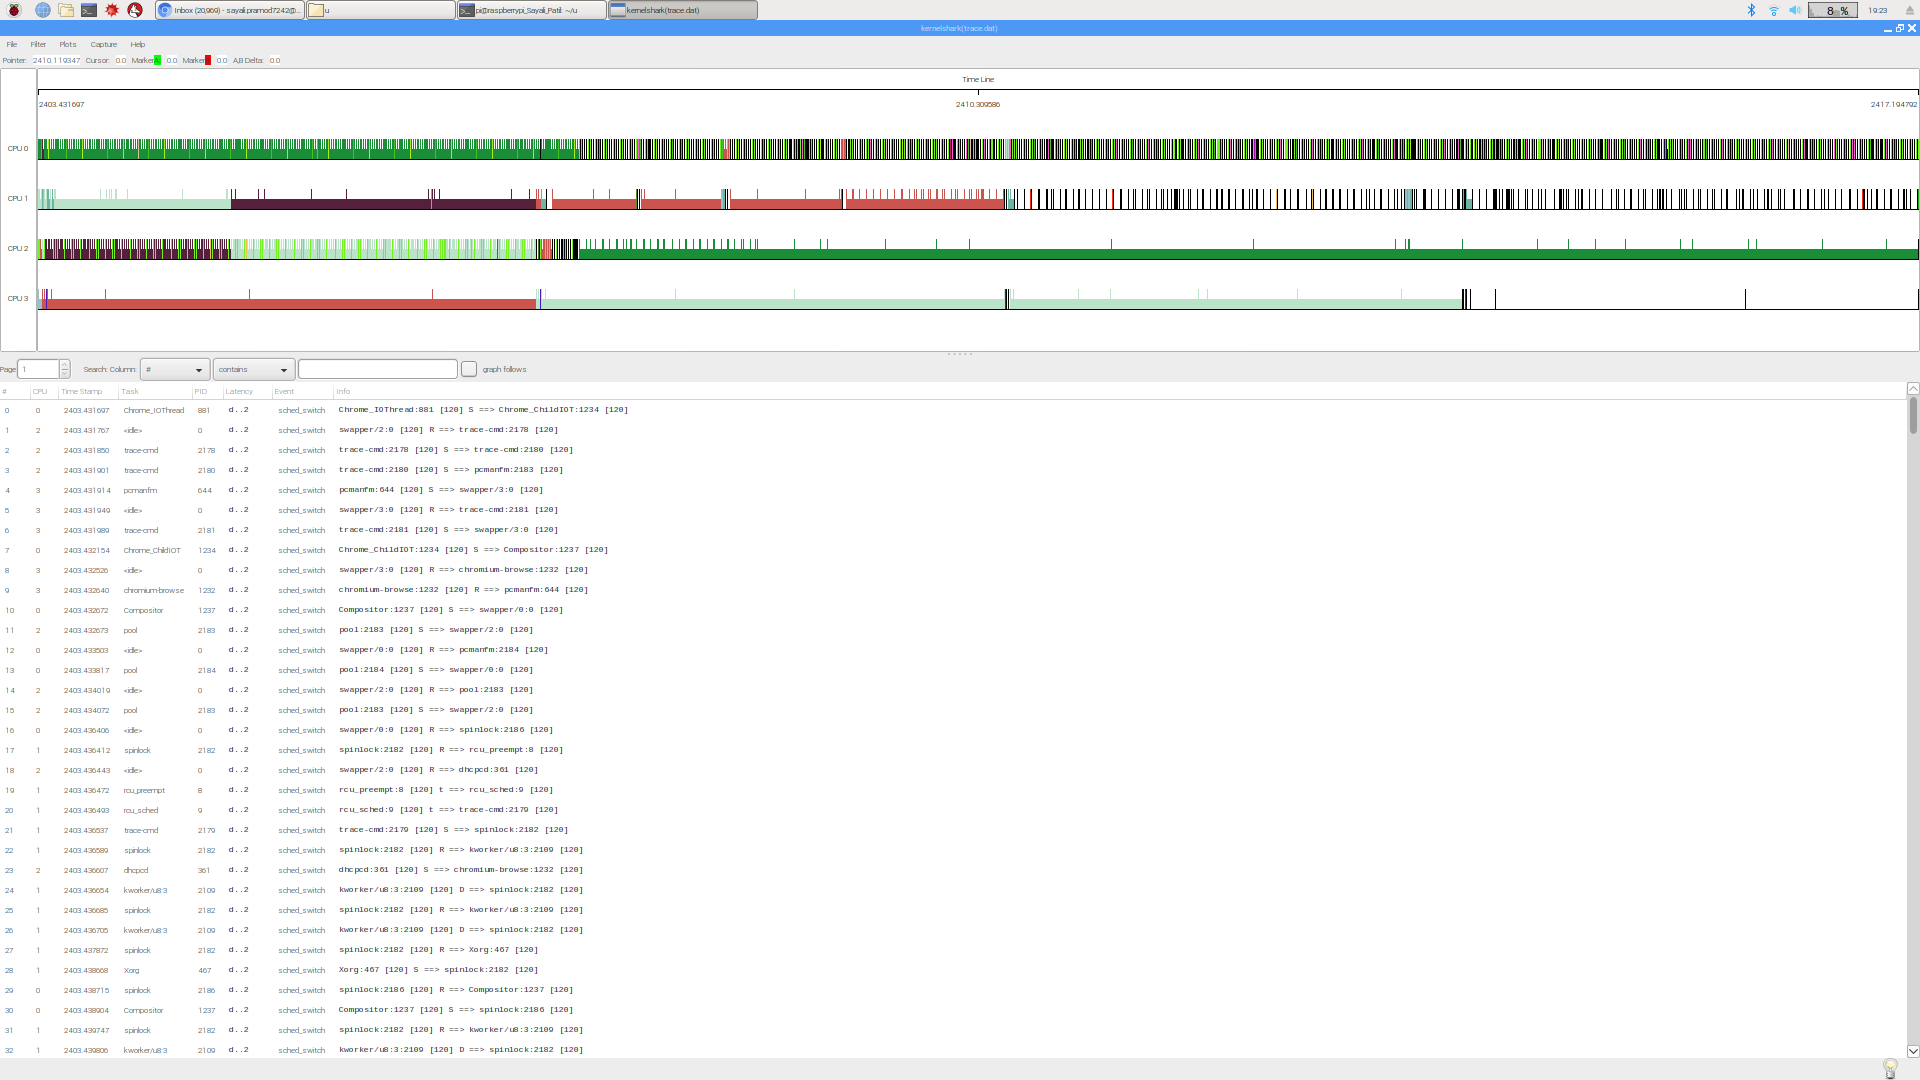 Inbox (20,969) - sayali.pramod7242@... u pi@raspberrypi_Sayali_Patil: ~/u kernelshark(trace.dat) 8 % 19:23
kernelshark(trace.dat)
File Filter Plots Capture Help
Pointer: 2410.119347 Cursor: 0.0 Marker A 0.0 Marker B 0.0 A,B Delta: 0.0
Time Line
2403.431697 2410.309586 2417.194792
CPU 0
CPU 1
CPU 2
CPU 3
Page 1 Search: Column: # contains graph follows
# CPU Time Stamp Task PID Latency Event Info
0 0 2403.431697 Chrome_IOThread 881 d..2 sched_switch Chrome_IOThread:881 [120] S ==> Chrome_ChildIOT:1234 [120]
1 2 2403.431767 <idle> 0 d..2 sched_switch swapper/2:0 [120] R ==> trace-cmd:2178 [120]
2 2 2403.431850 trace-cmd 2178 d..2 sched_switch trace-cmd:2178 [120] S ==> trace-cmd:2180 [120]
3 2 2403.431901 trace-cmd 2180 d..2 sched_switch trace-cmd:2180 [120] S ==> pcmanfm:2183 [120]
4 3 2403.431914 pcmanfm 644 d..2 sched_switch pcmanfm:644 [120] S ==> swapper/3:0 [120]
5 3 2403.431949 <idle> 0 d..2 sched_switch swapper/3:0 [120] R ==> trace-cmd:2181 [120]
6 3 2403.431989 trace-cmd 2181 d..2 sched_switch trace-cmd:2181 [120] S ==> swapper/3:0 [120]
7 0 2403.432154 Chrome_ChildIOT 1234 d..2 sched_switch Chrome_ChildIOT:1234 [120] S ==> Compositor:1237 [120]
8 3 2403.432526 <idle> 0 d..2 sched_switch swapper/3:0 [120] R ==> chromium-browse:1232 [120]
9 3 2403.432640 chromium-browse 1232 d..2 sched_switch chromium-browse:1232 [120] R ==> pcmanfm:644 [120]
10 0 2403.432672 Compositor 1237 d..2 sched_switch Compositor:1237 [120] S ==> swapper/0:0 [120]
11 2 2403.432673 pool 2183 d..2 sched_switch pool:2183 [120] S ==> swapper/2:0 [120]
12 0 2403.433503 <idle> 0 d..2 sched_switch swapper/0:0 [120] R ==> pcmanfm:2184 [120]
13 0 2403.433817 pool 2184 d..2 sched_switch pool:2184 [120] S ==> swapper/0:0 [120]
14 2 2403.434019 <idle> 0 d..2 sched_switch swapper/2:0 [120] R ==> pool:2183 [120]
15 2 2403.434072 pool 2183 d..2 sched_switch pool:2183 [120] S ==> swapper/2:0 [120]
16 0 2403.436406 <idle> 0 d..2 sched_switch swapper/0:0 [120] R ==> spinlock:2186 [120]
17 1 2403.436412 spinlock 2182 d..2 sched_switch spinlock:2182 [120] R ==> rcu_preempt:8 [120]
18 2 2403.436443 <idle> 0 d..2 sched_switch swapper/2:0 [120] R ==> dhcpcd:361 [120]
19 1 2403.436472 rcu_preempt 8 d..2 sched_switch rcu_preempt:8 [120] t ==> rcu_sched:9 [120]
20 1 2403.436493 rcu_sched 9 d..2 sched_switch rcu_sched:9 [120] t ==> trace-cmd:2179 [120]
21 1 2403.436537 trace-cmd 2179 d..2 sched_switch trace-cmd:2179 [120] S ==> spinlock:2182 [120]
22 1 2403.436589 spinlock 2182 d..2 sched_switch spinlock:2182 [120] R ==> kworker/u8:3:2109 [120]
23 2 2403.436607 dhcpcd 361 d..2 sched_switch dhcpcd:361 [120] S ==> chromium-browse:1232 [120]
24 1 2403.436654 kworker/u8:3 2109 d..2 sched_switch kworker/u8:3:2109 [120] D ==> spinlock:2182 [120]
25 1 2403.436685 spinlock 2182 d..2 sched_switch spinlock:2182 [120] R ==> kworker/u8:3:2109 [120]
26 1 2403.436705 kworker/u8:3 2109 d..2 sched_switch kworker/u8:3:2109 [120] D ==> spinlock:2182 [120]
27 1 2403.437872 spinlock 2182 d..2 sched_switch spinlock:2182 [120] R ==> Xorg:467 [120]
28 1 2403.438668 Xorg 467 d..2 sched_switch Xorg:467 [120] S ==> spinlock:2182 [120]
29 0 2403.438715 spinlock 2186 d..2 sched_switch spinlock:2186 [120] R ==> Compositor:1237 [120]
30 0 2403.438904 Compositor 1237 d..2 sched_switch Compositor:1237 [120] S ==> spinlock:2186 [120]
31 1 2403.439747 spinlock 2182 d..2 sched_switch spinlock:2182 [120] R ==> kworker/u8:3:2109 [120]
32 1 2403.439806 kworker/u8:3 2109 d..2 sched_switch kworker/u8:3:2109 [120] D ==> spinlock:2182 [120]